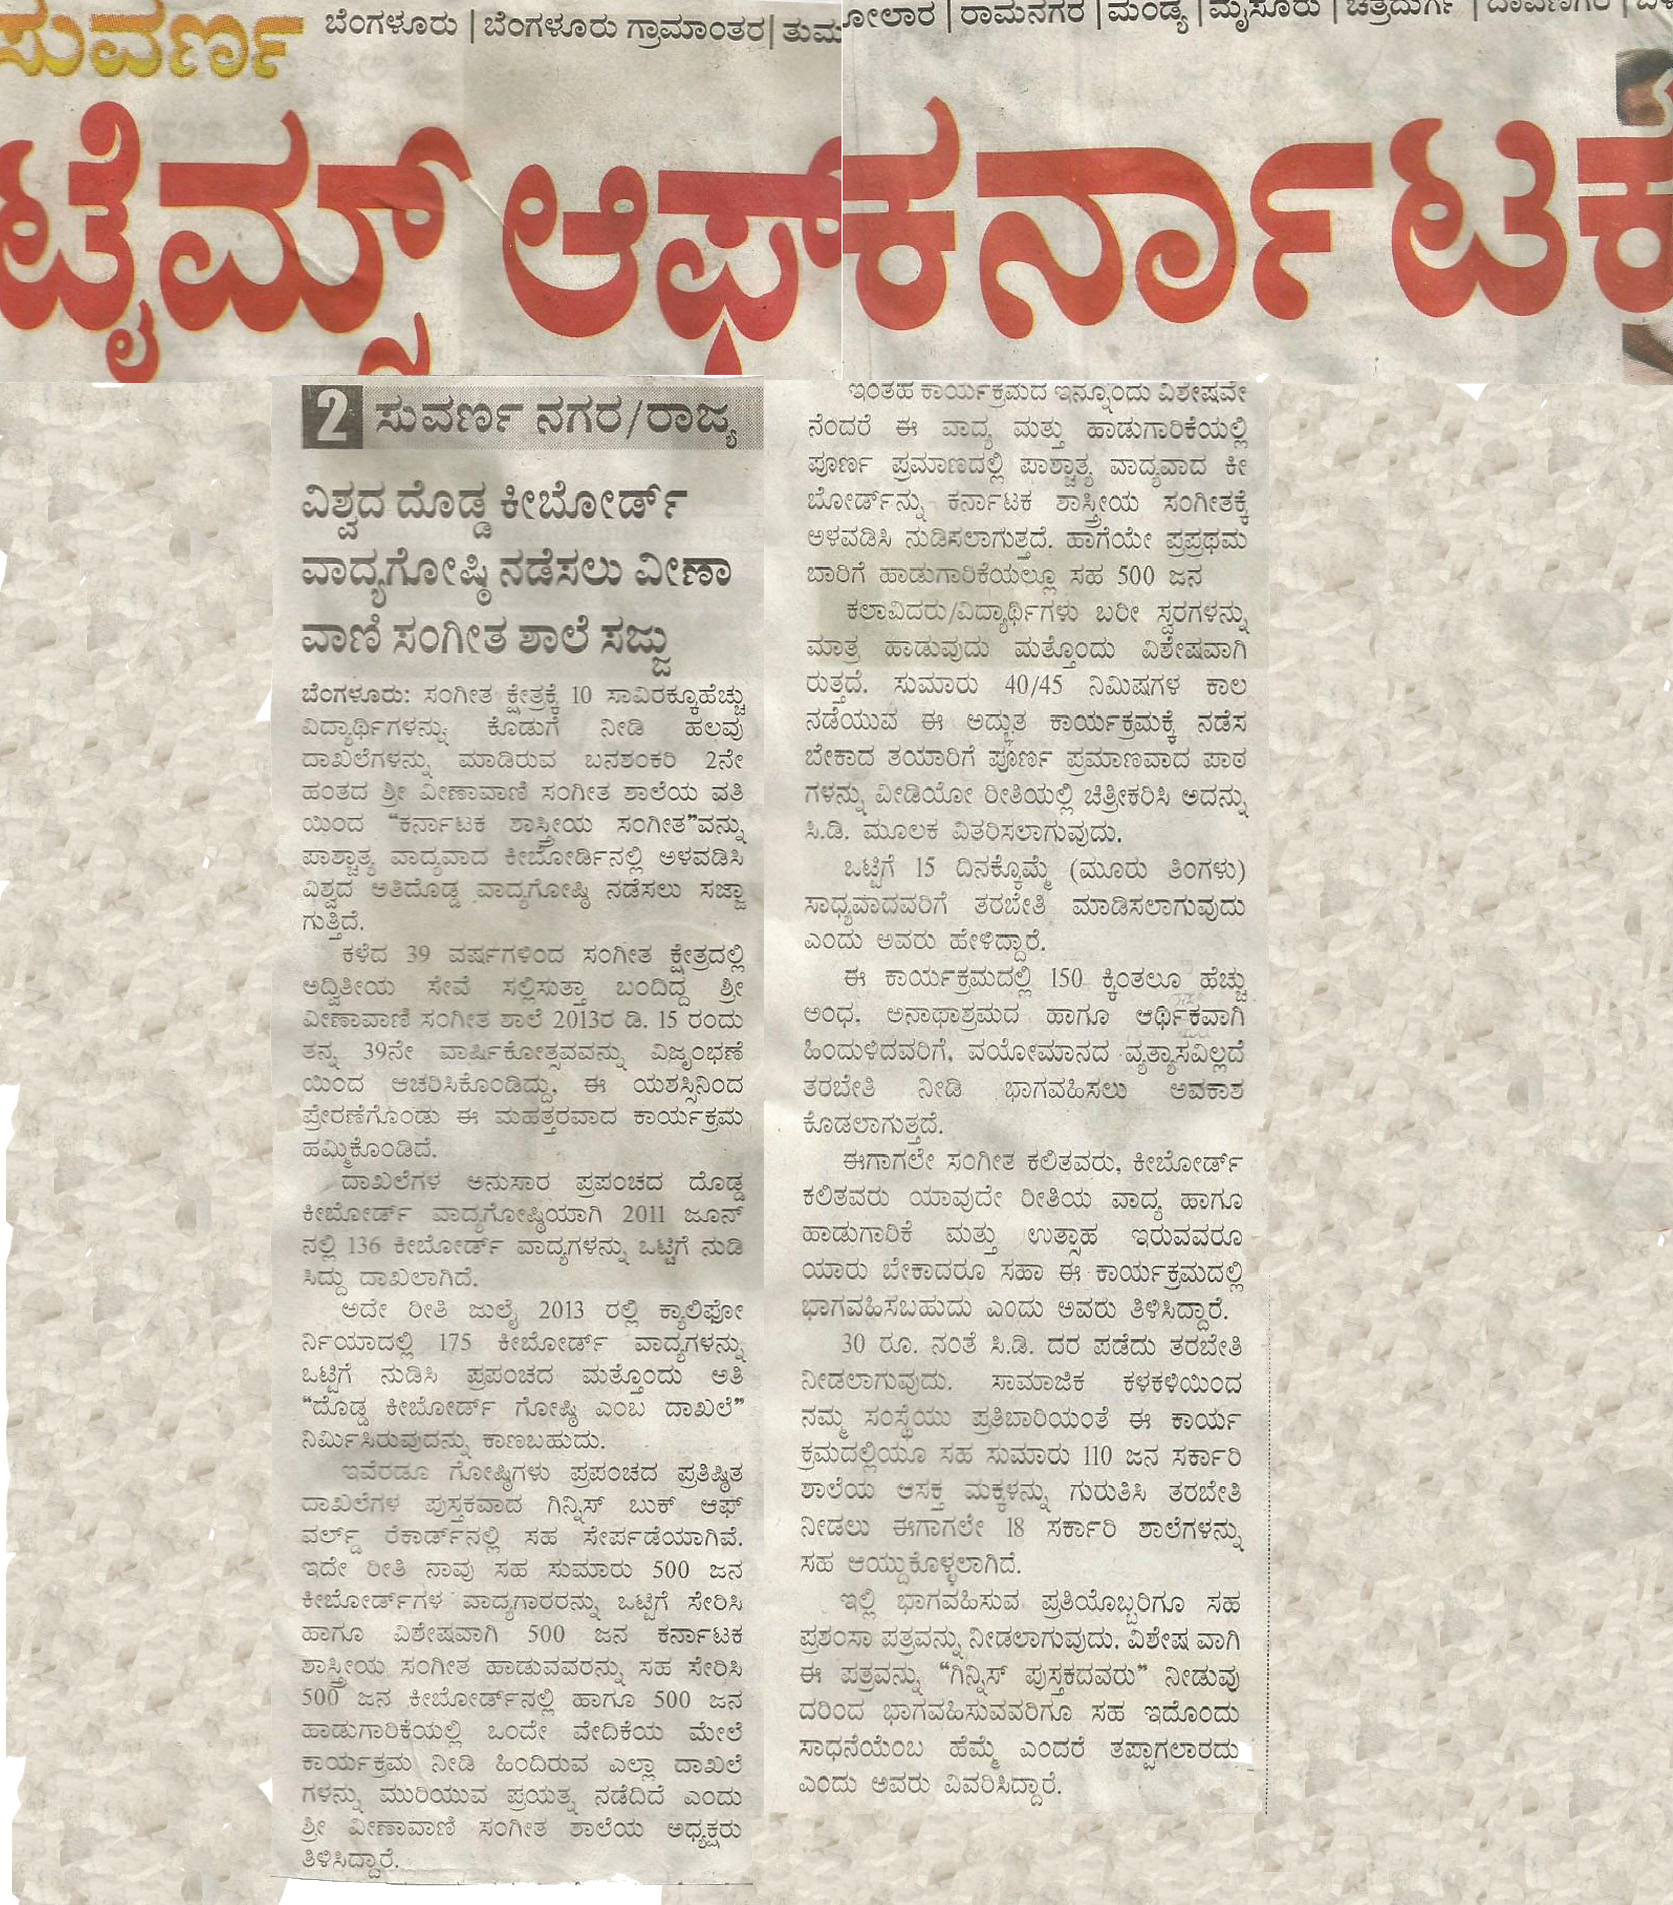 ಸುವರ್ಣ
ಬೆಂಗಳೂರು | ಬೆಂಗಳೂರು ಗ್ರಾಮಾಂತರ | ತುಮ
ೋಲಾರ | ರಾಮನಗರ | ಮಂಡ್ಯ | ಮೈಸೂರು | ಚಿತ್ರದುರ್ಗ |
ಟೈಮ್ಸ್ ಆಫ್ ಕರ್ನಾಟಕ
2 ಸುವರ್ಣ ನಗರ/ರಾಜ್ಯ
ವಿಶ್ವದ ದೊಡ್ಡ ಕೀಬೋರ್ಡ್
ವಾದ್ಯಗೋಷ್ಠಿ ನಡೆಸಲು ವೀಣಾ
ವಾಣಿ ಸಂಗೀತ ಶಾಲೆ ಸಜ್ಜು
ಬೆಂಗಳೂರು: ಸಂಗೀತ ಕ್ಷೇತ್ರಕ್ಕೆ 10 ಸಾವಿರಕ್ಕೂಹೆಚ್ಚು
ವಿದ್ಯಾರ್ಥಿಗಳನ್ನು ಕೊಡುಗೆ ನೀಡಿ ಹಲವು
ದಾಖಲೆಗಳನ್ನು ಮಾಡಿರುವ ಬನಶಂಕರಿ 2ನೇ
ಹಂತದ ಶ್ರೀ ವೀಣಾವಾಣಿ ಸಂಗೀತ ಶಾಲೆಯ ವತಿ
ಯಿಂದ “ಕರ್ನಾಟಕ ಶಾಸ್ತ್ರೀಯ ಸಂಗೀತ”ವನ್ನು
ಪಾಶ್ಚಾತ್ಯ ವಾದ್ಯವಾದ ಕೀಬೋರ್ಡಿನಲ್ಲಿ ಅಳವಡಿಸಿ
ವಿಶ್ವದ ಅತಿದೊಡ್ಡ ವಾದ್ಯಗೋಷ್ಠಿ ನಡೆಸಲು ಸಜ್ಜಾ
ಗುತ್ತಿದೆ.
ಕಳೆದ 39 ವರ್ಷಗಳಿಂದ ಸಂಗೀತ ಕ್ಷೇತ್ರದಲ್ಲಿ
ಅದ್ವಿತೀಯ ಸೇವೆ ಸಲ್ಲಿಸುತ್ತಾ ಬಂದಿದ್ದ ಶ್ರೀ
ವೀಣಾವಾಣಿ ಸಂಗೀತ ಶಾಲೆ 2013ರ ಡಿ. 15 ರಂದು
ತನ್ನ 39ನೇ ವಾರ್ಷಿಕೋತ್ಸವವನ್ನು ವಿಜೃಂಭಣೆ
ಯಿಂದ ಆಚರಿಸಿಕೊಂಡಿದ್ದು, ಈ ಯಶಸ್ಸಿನಿಂದ
ಪ್ರೇರಣೆಗೊಂಡು ಈ ಮಹತ್ತರವಾದ ಕಾರ್ಯಕ್ರಮ
ಹಮ್ಮಿಕೊಂಡಿದೆ.
ದಾಖಲೆಗಳ ಅನುಸಾರ ಪ್ರಪಂಚದ ದೊಡ್ಡ
ಕೀಬೋರ್ಡ್ ವಾದ್ಯಗೋಷ್ಠಿಯಾಗಿ 2011 ಜೂನ್
ನಲ್ಲಿ 136 ಕೀಬೋರ್ಡ್ ವಾದ್ಯಗಳನ್ನು ಒಟ್ಟಿಗೆ ನುಡಿ
ಸಿದ್ದು ದಾಖಲಾಗಿದೆ.
ಅದೇ ರೀತಿ ಜುಲೈ 2013 ರಲ್ಲಿ ಕ್ಯಾಲಿಫೋ
ರ್ನಿಯಾದಲ್ಲಿ 175 ಕೀಬೋರ್ಡ್ ವಾದ್ಯಗಳನ್ನು
ಒಟ್ಟಿಗೆ ನುಡಿಸಿ ಪ್ರಪಂಚದ ಮತ್ತೊಂದು ಅತಿ
“ದೊಡ್ಡ ಕೀಬೋರ್ಡ್ ಗೋಷ್ಠಿ ಎಂಬ ದಾಖಲೆ”
ನಿರ್ಮಿಸಿರುವುದನ್ನು ಕಾಣಬಹುದು.
ಇವೆರಡೂ ಗೋಷ್ಠಿಗಳು ಪ್ರಪಂಚದ ಪ್ರತಿಷ್ಠಿತ
ದಾಖಲೆಗಳ ಪುಸ್ತಕವಾದ ಗಿನ್ನಿಸ್ ಬುಕ್ ಆಫ್
ವರ್ಲ್ಡ್ ರೆಕಾರ್ಡ್‌ನಲ್ಲಿ ಸಹ ಸೇರ್ಪಡೆಯಾಗಿವೆ.
ಇದೇ ರೀತಿ ನಾವು ಸಹ ಸುಮಾರು 500 ಜನ
ಕೀಬೋರ್ಡ್‌ಗಳ ವಾದ್ಯಗಾರರನ್ನು ಒಟ್ಟಿಗೆ ಸೇರಿಸಿ
ಹಾಗೂ ವಿಶೇಷವಾಗಿ 500 ಜನ ಕರ್ನಾಟಕ
ಶಾಸ್ತ್ರೀಯ ಸಂಗೀತ ಹಾಡುವವರನ್ನು ಸಹ ಸೇರಿಸಿ
500 ಜನ ಕೀಬೋರ್ಡ್‌ನಲ್ಲಿ ಹಾಗೂ 500 ಜನ
ಹಾಡುಗಾರಿಕೆಯಲ್ಲಿ ಒಂದೇ ವೇದಿಕೆಯ ಮೇಲೆ
ಕಾರ್ಯಕ್ರಮ ನೀಡಿ ಹಿಂದಿರುವ ಎಲ್ಲಾ ದಾಖಲೆ
ಗಳನ್ನು ಮುರಿಯುವ ಪ್ರಯತ್ನ ನಡೆದಿದೆ ಎಂದು
ಶ್ರೀ ವೀಣಾವಾಣಿ ಸಂಗೀತ ಶಾಲೆಯ ಅಧ್ಯಕ್ಷರು
ತಿಳಿಸಿದ್ದಾರೆ.
ಇಂತಹ ಕಾರ್ಯಕ್ರಮದ ಇನ್ನೊಂದು ವಿಶೇಷವೇ
ನೆಂದರೆ ಈ ವಾದ್ಯ ಮತ್ತು ಹಾಡುಗಾರಿಕೆಯಲ್ಲಿ
ಪೂರ್ಣ ಪ್ರಮಾಣದಲ್ಲಿ ಪಾಶ್ಚಾತ್ಯ ವಾದ್ಯವಾದ ಕೀ
ಬೋರ್ಡ್‌ನ್ನು ಕರ್ನಾಟಕ ಶಾಸ್ತ್ರೀಯ ಸಂಗೀತಕ್ಕೆ
ಅಳವಡಿಸಿ ನುಡಿಸಲಾಗುತ್ತದೆ. ಹಾಗೆಯೇ ಪ್ರಪ್ರಥಮ
ಬಾರಿಗೆ ಹಾಡುಗಾರಿಕೆಯಲ್ಲೂ ಸಹ 500 ಜನ
ಕಲಾವಿದರು/ವಿದ್ಯಾರ್ಥಿಗಳು ಬರೀ ಸ್ವರಗಳನ್ನು
ಮಾತ್ರ ಹಾಡುವುದು ಮತ್ತೊಂದು ವಿಶೇಷವಾಗಿ
ರುತ್ತದೆ. ಸುಮಾರು 40/45 ನಿಮಿಷಗಳ ಕಾಲ
ನಡೆಯುವ ಈ ಅದ್ಭುತ ಕಾರ್ಯಕ್ರಮಕ್ಕೆ ನಡೆಸ
ಬೇಕಾದ ತಯಾರಿಗೆ ಪೂರ್ಣ ಪ್ರಮಾಣವಾದ ಪಾಠ
ಗಳನ್ನು ವೀಡಿಯೋ ರೀತಿಯಲ್ಲಿ ಚಿತ್ರೀಕರಿಸಿ ಅದನ್ನು
ಸಿ.ಡಿ. ಮೂಲಕ ವಿತರಿಸಲಾಗುವುದು.
ಒಟ್ಟಿಗೆ 15 ದಿನಕ್ಕೊಮ್ಮೆ (ಮೂರು ತಿಂಗಳು)
ಸಾಧ್ಯವಾದವರಿಗೆ ತರಬೇತಿ ಮಾಡಿಸಲಾಗುವುದು
ಎಂದು ಅವರು ಹೇಳಿದ್ದಾರೆ.
ಈ ಕಾರ್ಯಕ್ರಮದಲ್ಲಿ 150 ಕ್ಕಿಂತಲೂ ಹೆಚ್ಚು
ಅಂಧ, ಅನಾಥಾಶ್ರಮದ ಹಾಗೂ ಆರ್ಥಿಕವಾಗಿ
ಹಿಂದುಳಿದವರಿಗೆ, ವಯೋಮಾನದ ವ್ಯತ್ಯಾಸವಿಲ್ಲದೆ
ತರಬೇತಿ ನೀಡಿ ಭಾಗವಹಿಸಲು ಅವಕಾಶ
ಕೊಡಲಾಗುತ್ತದೆ.
ಈಗಾಗಲೇ ಸಂಗೀತ ಕಲಿತವರು, ಕೀಬೋರ್ಡ್
ಕಲಿತವರು ಯಾವುದೇ ರೀತಿಯ ವಾದ್ಯ ಹಾಗೂ
ಹಾಡುಗಾರಿಕೆ ಮತ್ತು ಉತ್ಸಾಹ ಇರುವವರೂ
ಯಾರು ಬೇಕಾದರೂ ಸಹಾ ಈ ಕಾರ್ಯಕ್ರಮದಲ್ಲಿ
ಭಾಗವಹಿಸಬಹುದು ಎಂದು ಅವರು ತಿಳಿಸಿದ್ದಾರೆ.
30 ರೂ. ನಂತೆ ಸಿ.ಡಿ. ದರ ಪಡೆದು ತರಬೇತಿ
ನೀಡಲಾಗುವುದು. ಸಾಮಾಜಿಕ ಕಳಕಳಿಯಿಂದ
ನಮ್ಮ ಸಂಸ್ಥೆಯು ಪ್ರತಿಬಾರಿಯಂತೆ ಈ ಕಾರ್ಯ
ಕ್ರಮದಲ್ಲಿಯೂ ಸಹ ಸುಮಾರು 110 ಜನ ಸರ್ಕಾರಿ
ಶಾಲೆಯ ಆಸಕ್ತ ಮಕ್ಕಳನ್ನು ಗುರುತಿಸಿ ತರಬೇತಿ
ನೀಡಲು ಈಗಾಗಲೇ 18 ಸರ್ಕಾರಿ ಶಾಲೆಗಳನ್ನು
ಸಹ ಆಯ್ದುಕೊಳ್ಳಲಾಗಿದೆ.
ಇಲ್ಲಿ ಭಾಗವಹಿಸುವ ಪ್ರತಿಯೊಬ್ಬರಿಗೂ ಸಹ
ಪ್ರಶಂಸಾ ಪತ್ರವನ್ನು ನೀಡಲಾಗುವುದು. ವಿಶೇಷ ವಾಗಿ
ಈ ಪತ್ರವನ್ನು “ಗಿನ್ನಿಸ್ ಪುಸ್ತಕದವರು” ನೀಡುವು
ದರಿಂದ ಭಾಗವಹಿಸುವವರಿಗೂ ಸಹ ಇದೊಂದು
ಸಾಧನೆಯೆಂಬ ಹೆಮ್ಮೆ ಎಂದರೆ ತಪ್ಪಾಗಲಾರದು
ಎಂದು ಅವರು ವಿವರಿಸಿದ್ದಾರೆ.